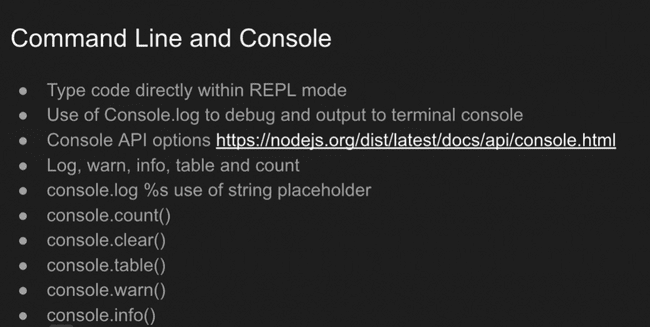 Command Line and Console
● Type code directly within REPL mode
● Use of Console.log to debug and output to terminal console
● Console API options https://nodejs.org/dist/latest/docs/api/console.html
● Log, warn, info, table and count
● console.log %s use of string placeholder
● console.count()
● console.clear()
● console.table()
● console.warn()
● console.info()